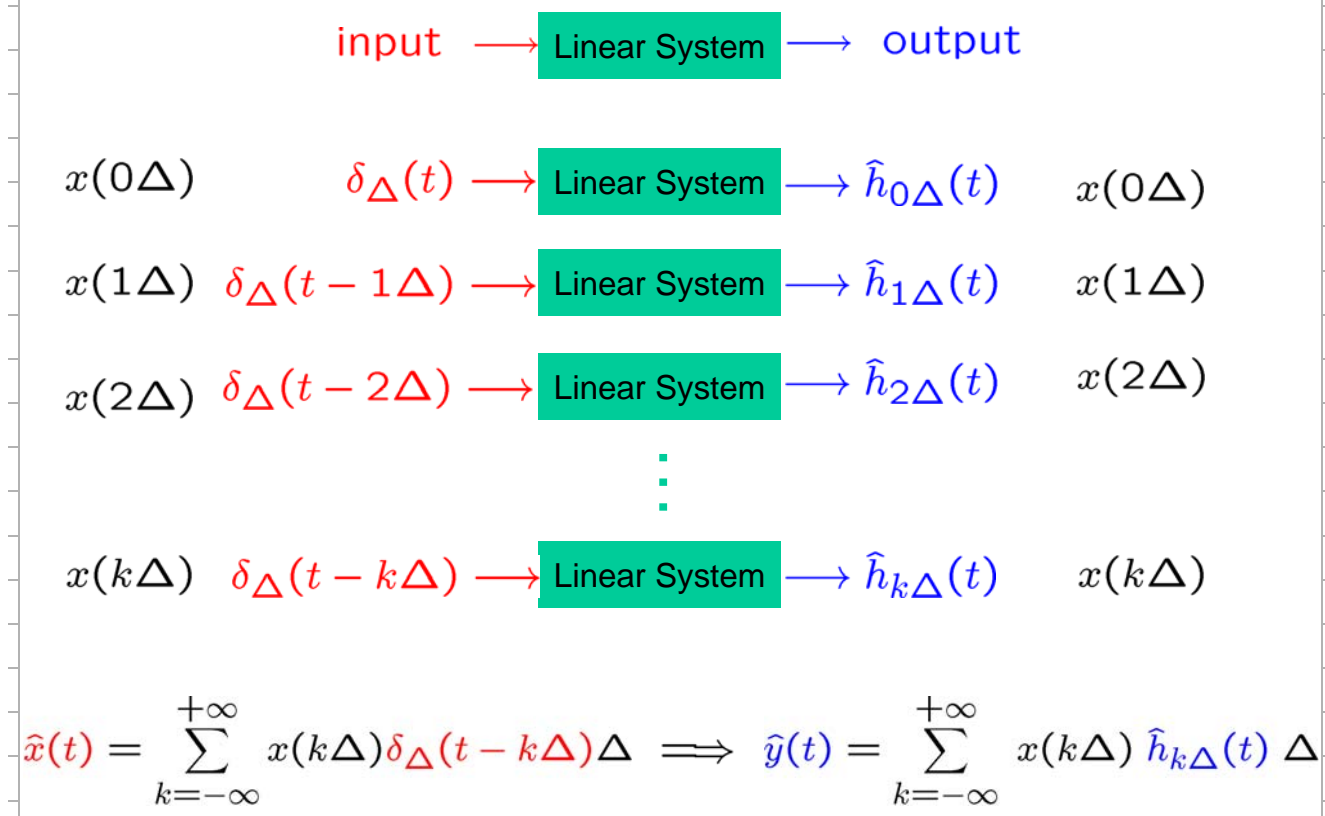 input ⟶ Linear System ⟶ output
x(0Δ) δ_Δ(t) ⟶ Linear System ⟶ ĥ_{0Δ}(t) x(0Δ)
x(1Δ) δ_Δ(t − 1Δ) ⟶ Linear System ⟶ ĥ_{1Δ}(t) x(1Δ)
x(2Δ) δ_Δ(t − 2Δ) ⟶ Linear System ⟶ ĥ_{2Δ}(t) x(2Δ)
⋮
x(kΔ) δ_Δ(t − kΔ) ⟶ Linear System ⟶ ĥ_{kΔ}(t) x(kΔ)
x̂(t) = ∑_{k=−∞}^{+∞} x(kΔ)δ_Δ(t − kΔ)Δ ⟹ ŷ(t) = ∑_{k=−∞}^{+∞} x(kΔ) ĥ_{kΔ}(t) Δ